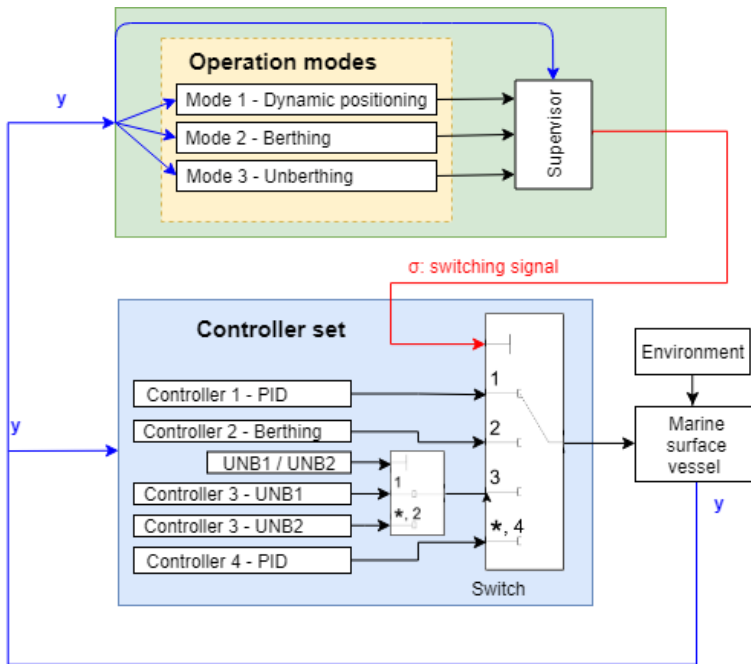 Operation modes
y
Mode 1 - Dynamic positioning
Mode 2 - Berthing
Mode 3 - Unberthing
Supervisor
σ: switching signal
Controller set
Environment
Controller 1 - PID
1
Controller 2 - Berthing
2
Marine
surface
vessel
y
UNB1 / UNB2
Controller 3 - UNB1
1
3
Controller 3 - UNB2
*, 2
*, 4
Controller 4 - PID
y
Switch